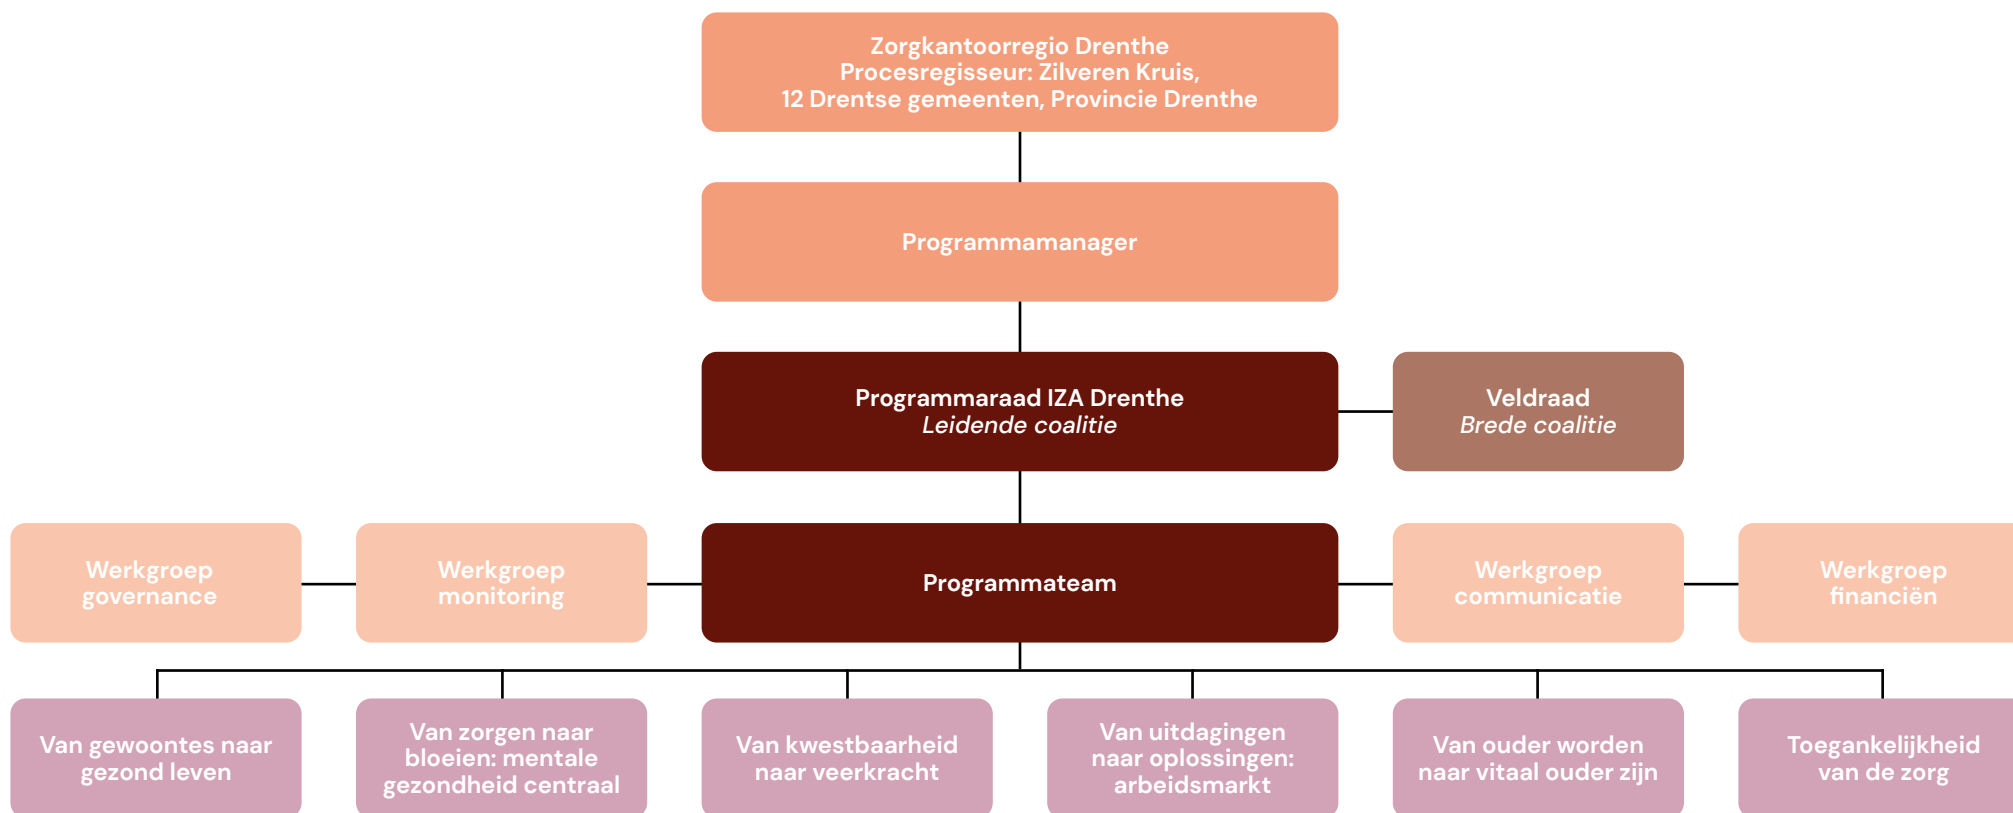 Zorgkantoorregio Drenthe
Procesregisseur: Zilveren Kruis,
12 Drentse gemeenten, Provincie Drenthe
Programmamanager
Programmaraad IZA Drenthe
Leidende coalitie
Veldraad
Brede coalitie
Werkgroep
governance
Werkgroep
monitoring
Programmateam
Werkgroep
communicatie
Werkgroep
financiën
Van gewoontes naar
gezond leven
Van zorgen naar
bloeien: mentale
gezondheid centraal
Van kwestbaarheid
naar veerkracht
Van uitdagingen
naar oplossingen:
arbeidsmarkt
Van ouder worden
naar vitaal ouder zijn
Toegankelijkheid
van de zorg